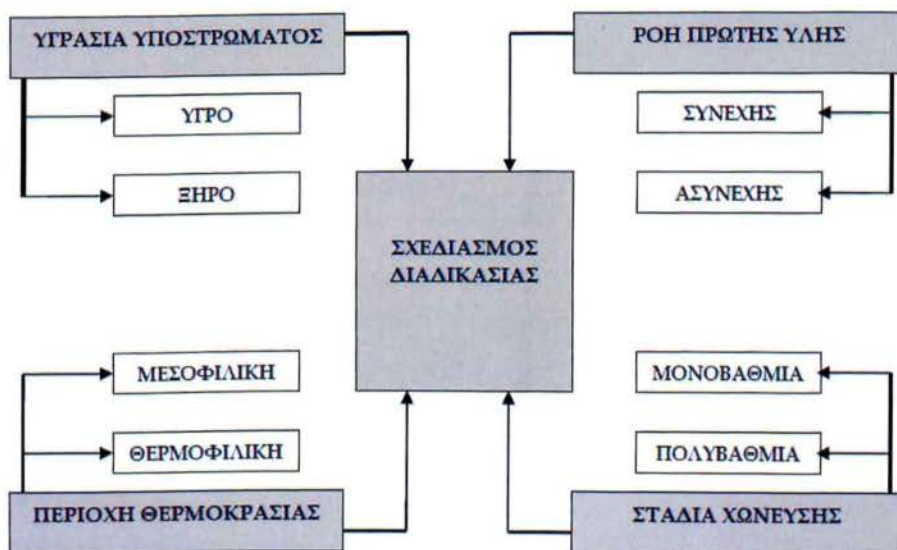 ΥΓΡΑΣΙΑ ΥΠΟΣΤΡΩΜΑΤΟΣ
ΡΟΗ ΠΡΩΤΗΣ ΥΛΗΣ
ΥΓΡΟ
ΣΥΝΕΧΗΣ
ΞΗΡΟ
ΑΣΥΝΕΧΗΣ
ΣΧΕΔΙΑΣΜΟΣ
ΔΙΑΔΙΚΑΣΙΑΣ
ΜΕΣΟΦΙΛΙΚΗ
ΜΟΝΟΒΑΘΜΙΑ
ΘΕΡΜΟΦΙΛΙΚΗ
ΠΟΛΥΒΑΘΜΙΑ
ΠΕΡΙΟΧΗ ΘΕΡΜΟΚΡΑΣΙΑΣ
ΣΤΑΔΙΑ ΧΩΝΕΥΣΗΣ